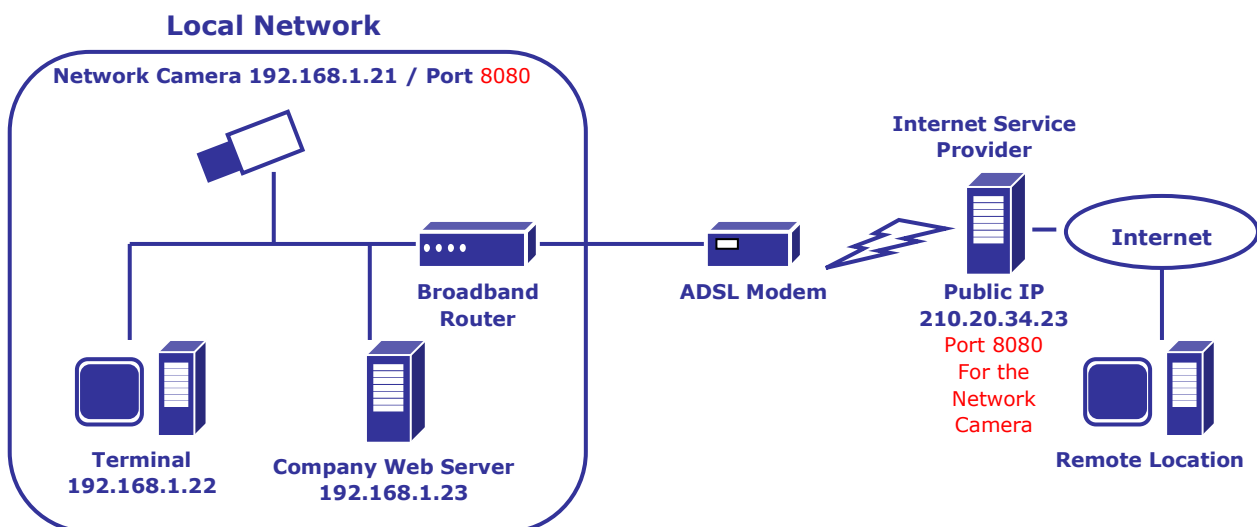 Local Network
Network Camera 192.168.1.21 / Port 8080
Internet Service
Provider
Internet
Broadband
Router
ADSL Modem
Public IP
210.20.34.23
Port 8080
For the
Network
Camera
Terminal
192.168.1.22
Company Web Server
192.168.1.23
Remote Location